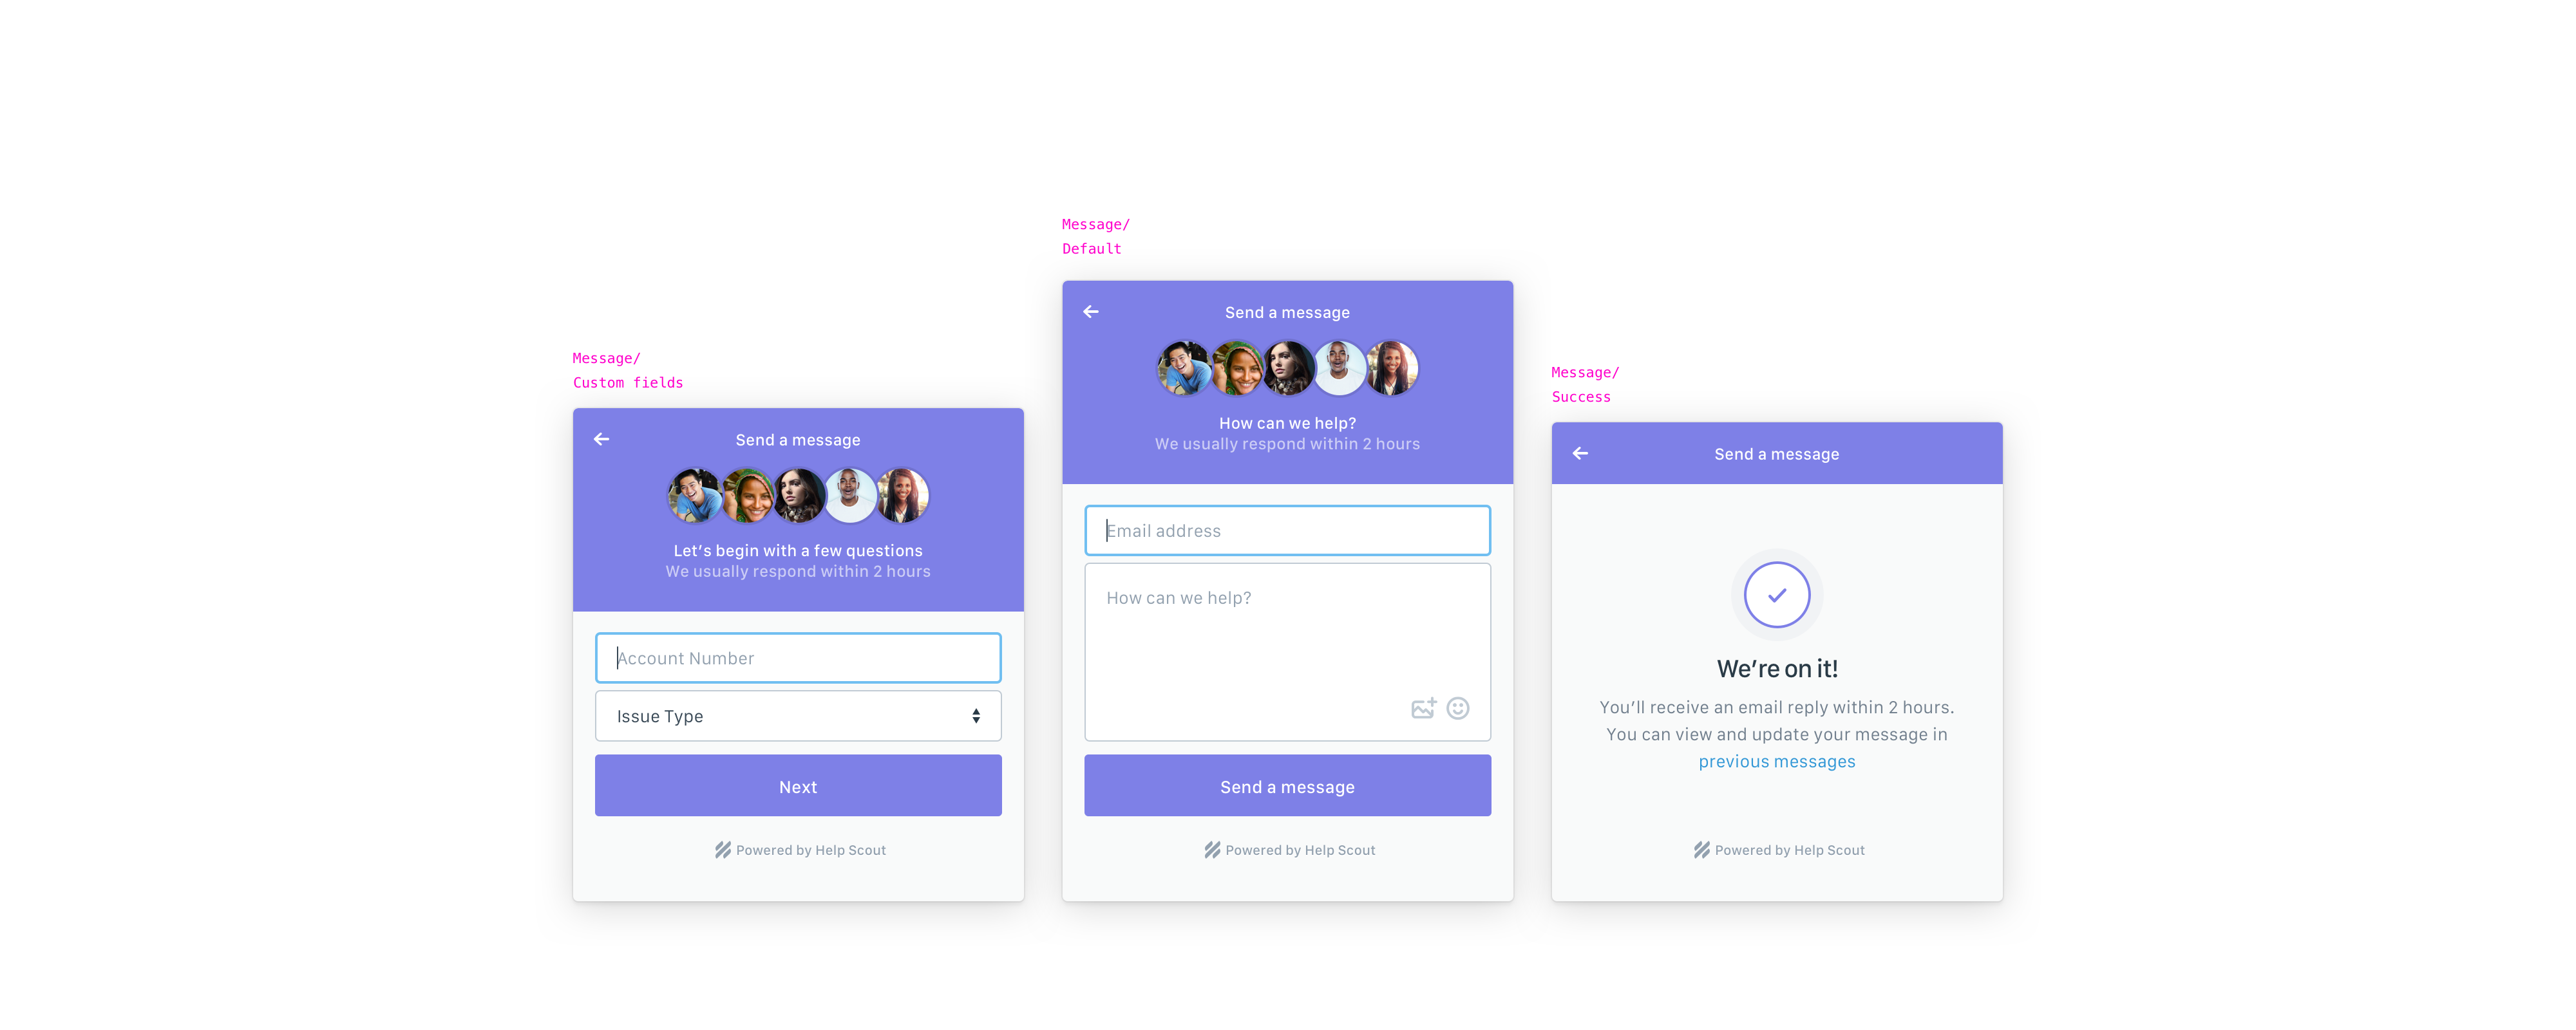 Message/
Custom fields
Send a message
Let’s begin with a few questions
We usually respond within 2 hours
Account Number
Issue Type
Next
Powered by Help Scout
Message/
Default
Send a message
How can we help?
We usually respond within 2 hours
Email address
How can we help?
Send a message
Powered by Help Scout
Message/
Success
Send a message
We’re on it!
You’ll receive an email reply within 2 hours.
You can view and update your message in
previous messages
Powered by Help Scout